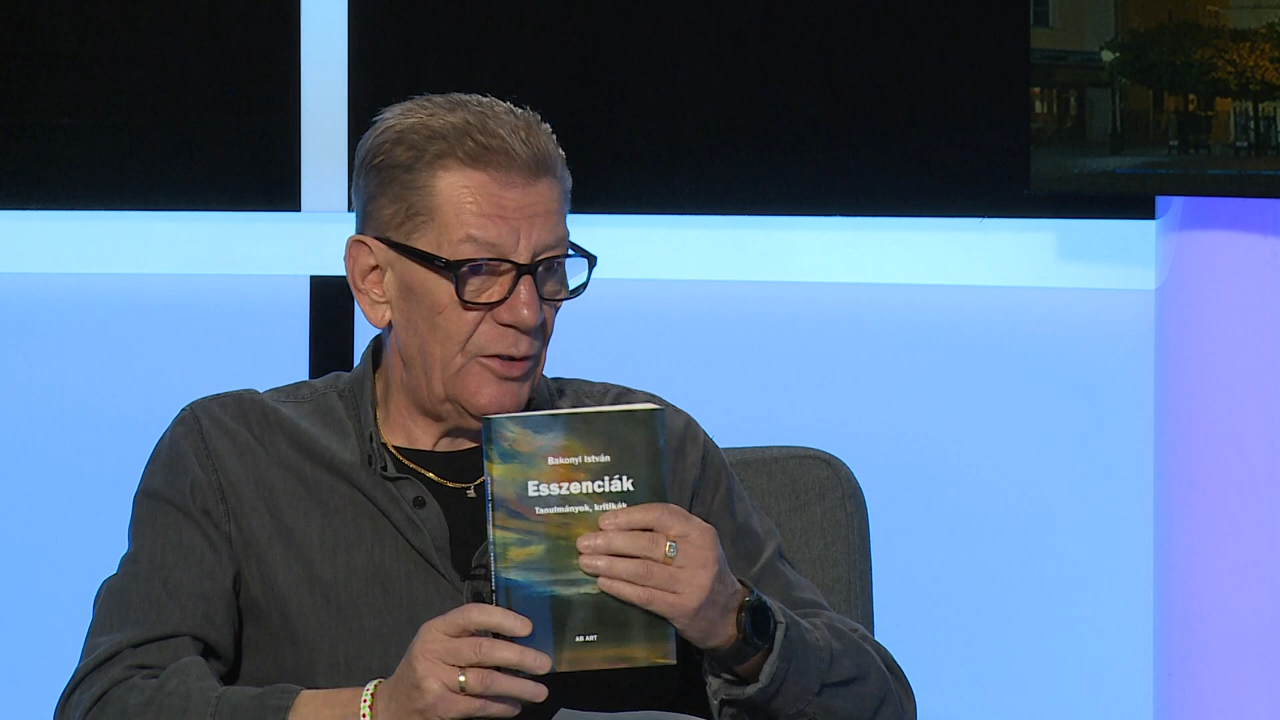 Bakonyi István
Esszenciák
Tanulmányok, kritikák
AB ART